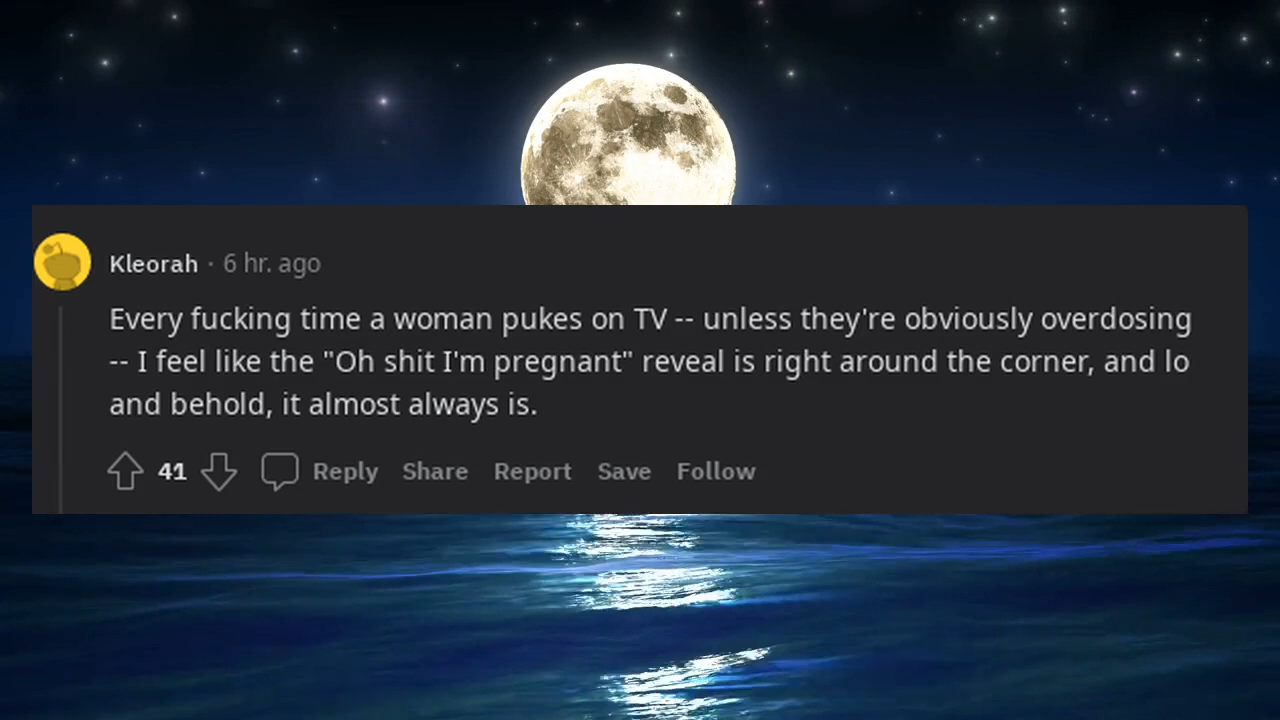 Kleorah · 6 hr. ago
Every fucking time a woman pukes on TV -- unless they're obviously overdosing
-- I feel like the "Oh shit I'm pregnant" reveal is right around the corner, and lo
and behold, it almost always is.
41 Reply Share Report Save Follow